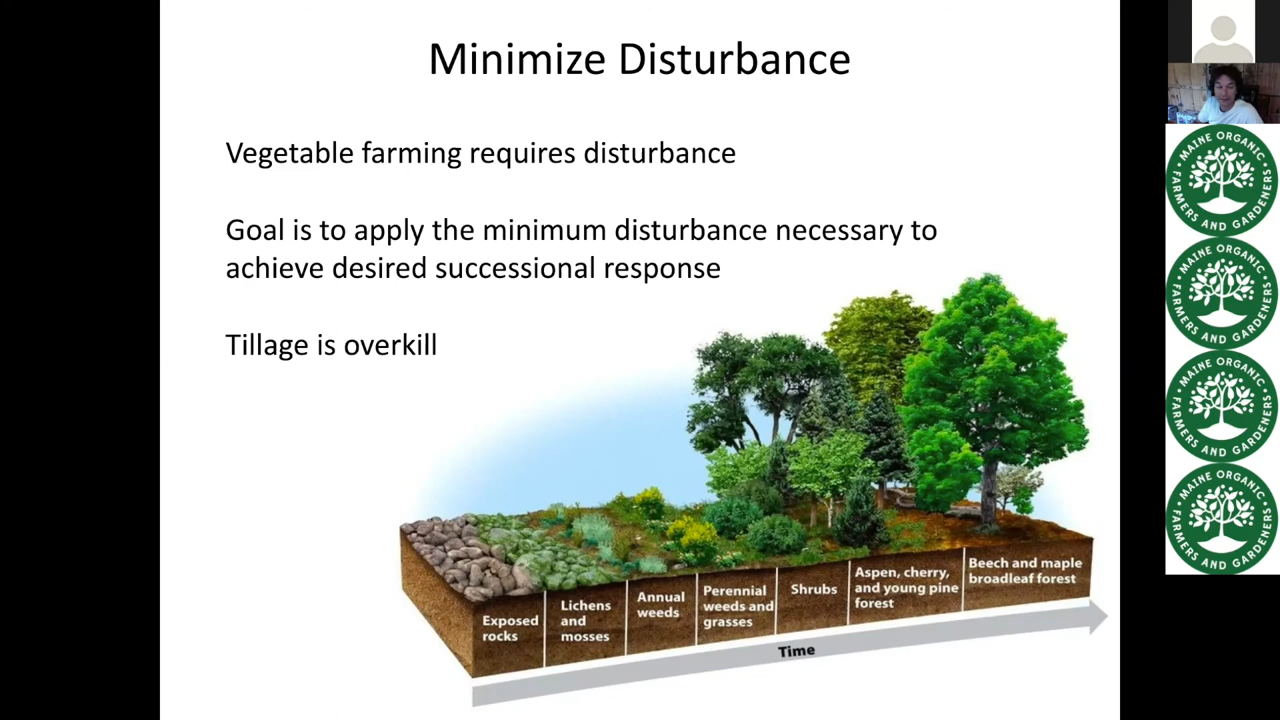 Minimize Disturbance
Vegetable farming requires disturbance
Goal is to apply the minimum disturbance necessary to
achieve desired successional response
Tillage is overkill
Exposed
rocks
Lichens
and
mosses
Annual
weeds
Perennial
weeds and
grasses
Shrubs
Aspen, cherry,
and young pine
forest
Beech and maple
broadleaf forest
Time
MAINE ORGANIC
FARMERS AND GARDENERS
MAINE ORGANIC
FARMERS AND GARDENERS
MAINE ORGANIC
FARMERS AND GARDENERS
MAINE ORGANIC
FARMERS AND GARDENERS